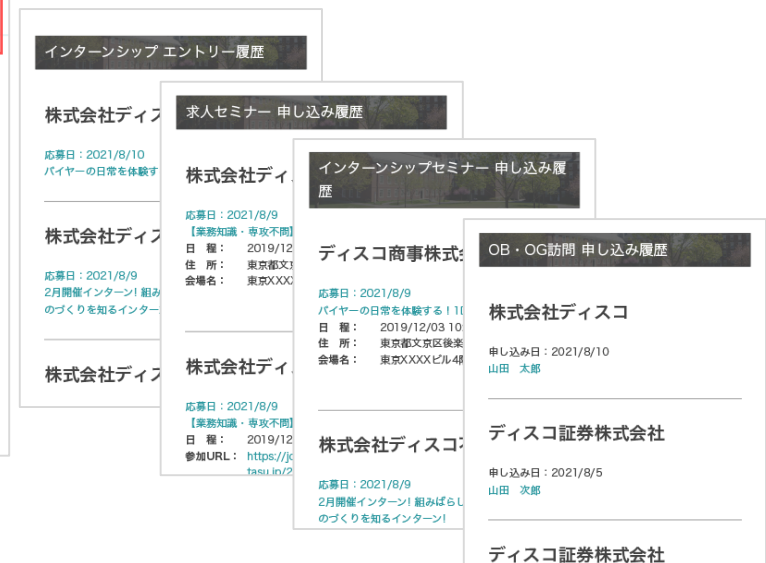 インターンシップ エントリー履歴
株式会社ディス
応募日：2021/8/10
バイヤーの日常を体験す
株式会社ディス
応募日：2021/8/9
2月開催インターン! 組み
のづくりを知るインター
株式会社ディス
求人セミナー 申し込み履歴
株式会社ディ
応募日：2021/8/9
【業務知識・専攻不問】
日　程：　2019/12
住　所：　東京都文
会場名：　東京XXX
株式会社ディ
応募日：2021/8/9
【業務知識・専攻不問】
日　程：　2019/12
参加URL：　https://jo
tasu.jp/2
インターンシップセミナー 申し込み履
歴
ディスコ商事株式会
応募日：2021/8/9
バイヤーの日常を体験する！1
日　程：　2019/12/03 10:
住　所：　東京都文京区後楽
会場名：　東京XXXXビル4
株式会社ディスコ
応募日：2021/8/9
2月開催インターン! 組みばらし
のづくりを知るインターン!
OB・OG訪問 申し込み履歴
株式会社ディスコ
申し込み日：2021/8/10
山田　太郎
ディスコ証券株式会社
申し込み日：2021/8/5
山田　次郎
ディスコ証券株式会社